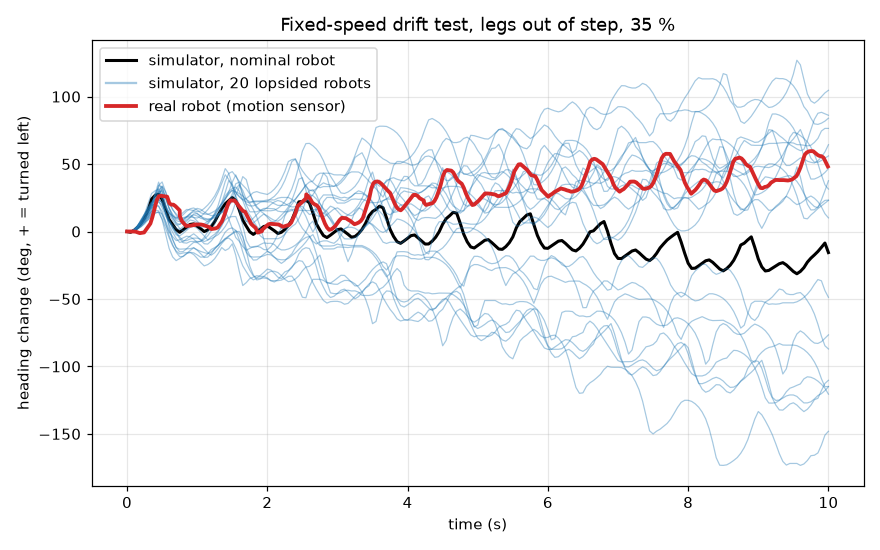 Fixed-speed drift test, legs out of step, 35 %
simulator, nominal robot
simulator, 20 lopsided robots
real robot (motion sensor)
heading change (deg, + = turned left)
100
50
0
−50
−100
−150
0
2
4
6
8
10
time (s)